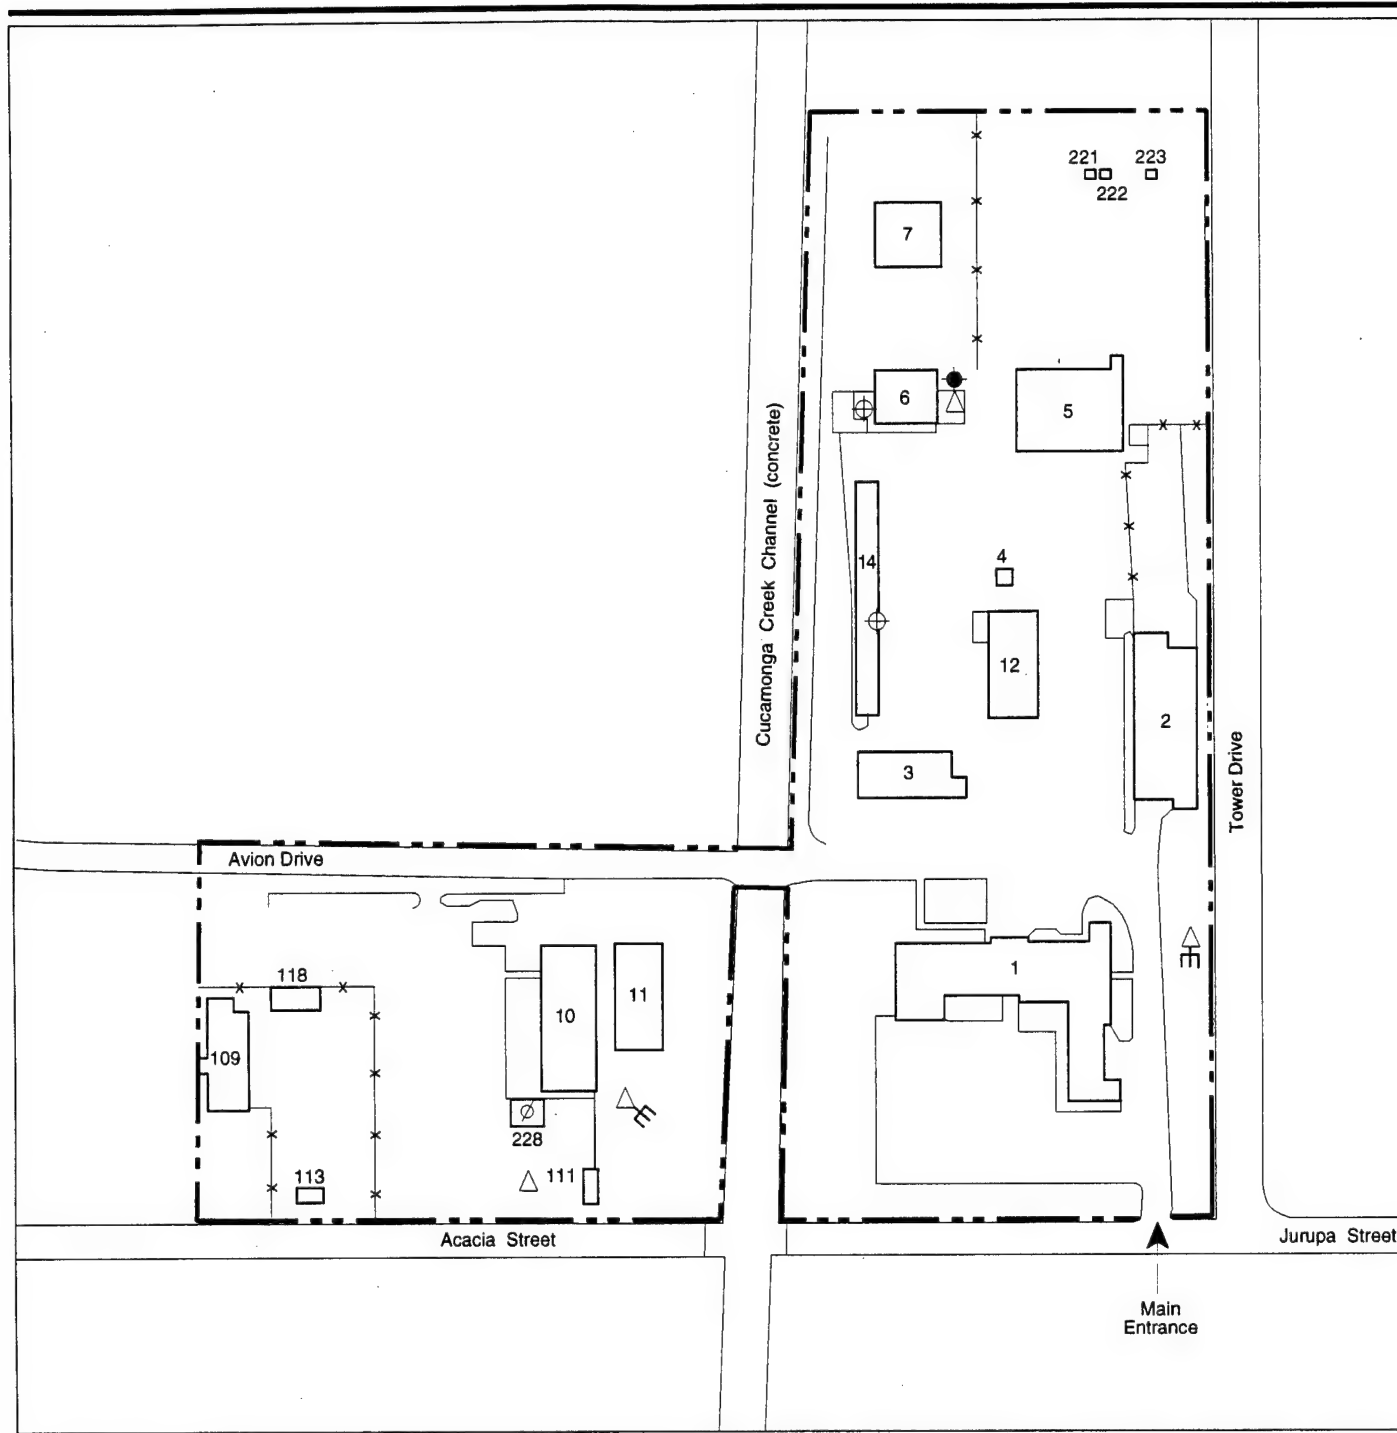 221
223
222
7
6
5
Cucamonga Creek Channel (concrete)
4
14
12
2
3
Tower Drive
Avion Drive
1
118
11
10
109
228
111
113
Acacia Street
Jurupa Street
Main
Entrance